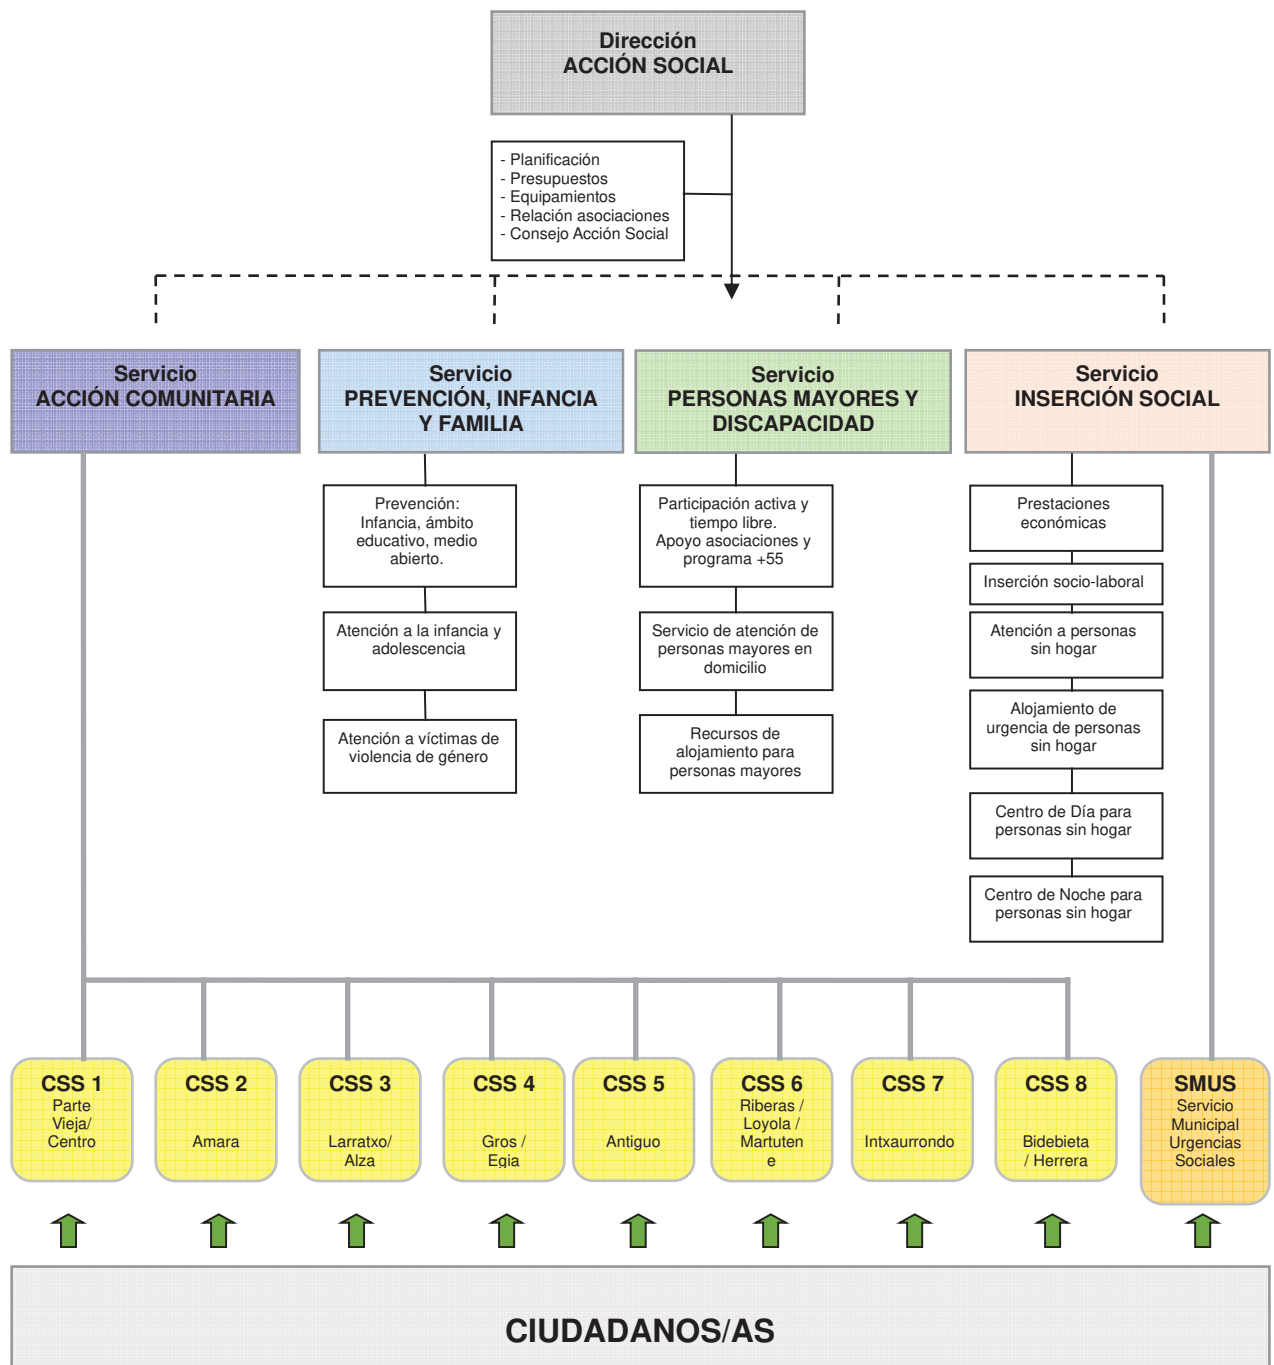 Dirección
ACCIÓN SOCIAL
- Planificación
- Presupuestos
- Equipamientos
- Relación asociaciones
- Consejo Acción Social
Servicio
ACCIÓN COMUNITARIA
Servicio
PREVENCIÓN, INFANCIA
Y FAMILIA
Servicio
PERSONAS MAYORES Y
DISCAPACIDAD
Servicio
INSERCIÓN SOCIAL
Prevención:
Infancia, ámbito
educativo, medio
abierto.
Atención a la infancia y
adolescencia
Atención a víctimas de
violencia de género
Participación activa y
tiempo libre.
Apoyo asociaciones y
programa +55
Servicio de atención de
personas mayores en
domicilio
Recursos de
alojamiento para
personas mayores
Prestaciones
económicas
Inserción socio-laboral
Atención a personas
sin hogar
Alojamiento de
urgencia de personas
sin hogar
Centro de Día para
personas sin hogar
Centro de Noche para
personas sin hogar
CSS 1
Parte
Vieja/
Centro
CSS 2
Amara
CSS 3
Larratxo/
Alza
CSS 4
Gros /
Egia
CSS 5
Antiguo
CSS 6
Riberas /
Loyola /
Martuten
e
CSS 7
Intxaurrondo
CSS 8
Bidebieta
/ Herrera
SMUS
Servicio
Municipal
Urgencias
Sociales
CIUDADANOS/AS